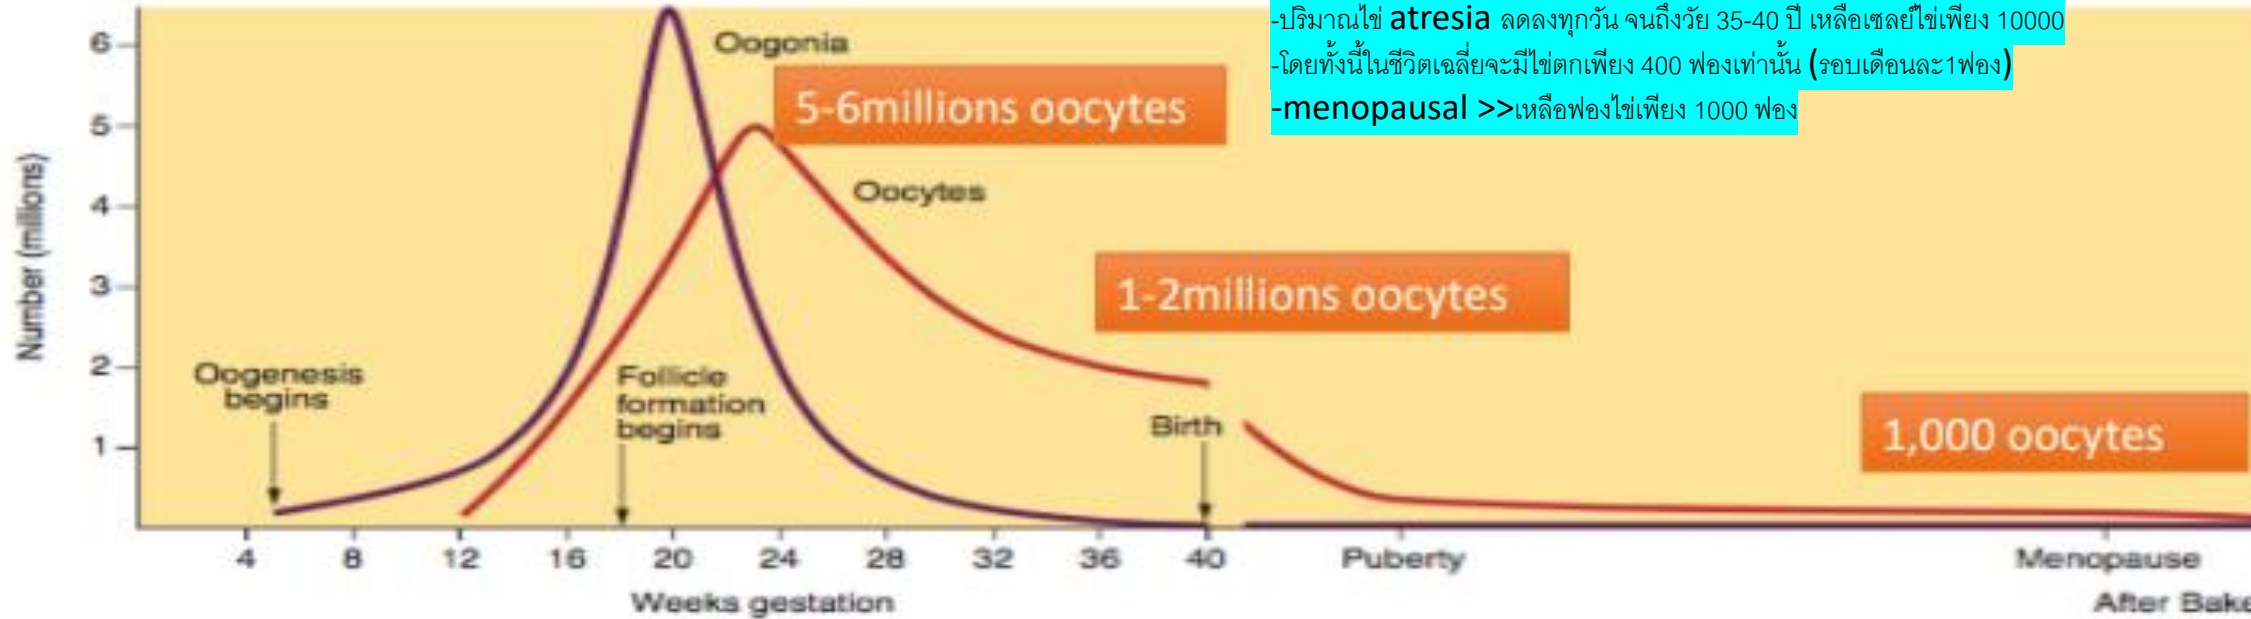 -ปริมาณไข่ atresia ลดลงทุกวัน จนถึงวัย 35-40 ปี เหลือเซลย์ไข่เพียง 10000
-โดยทั้งนี้ในชีวิตเฉลี่ยจะมีไข่ตกเพียง 400 ฟองเท่านั้น (รอบเดือนละ1ฟอง)
-menopausal >>เหลือฟองไข่เพียง 1000 ฟอง
Number (millions)
6
5
4
3
2
1
Oogonia
5-6millions oocytes
Oocytes
1-2millions oocytes
Oogenesis
begins
Follicle
formation
begins
Birth
1,000 oocytes
4 8 12 16 20 24 28 32 36 40 Puberty Menopause
Weeks gestation
After Bake